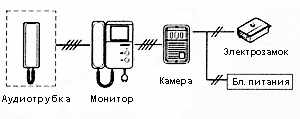 Аудиотрубка
Монитор
Камера
Электрозамок
Бл. питания